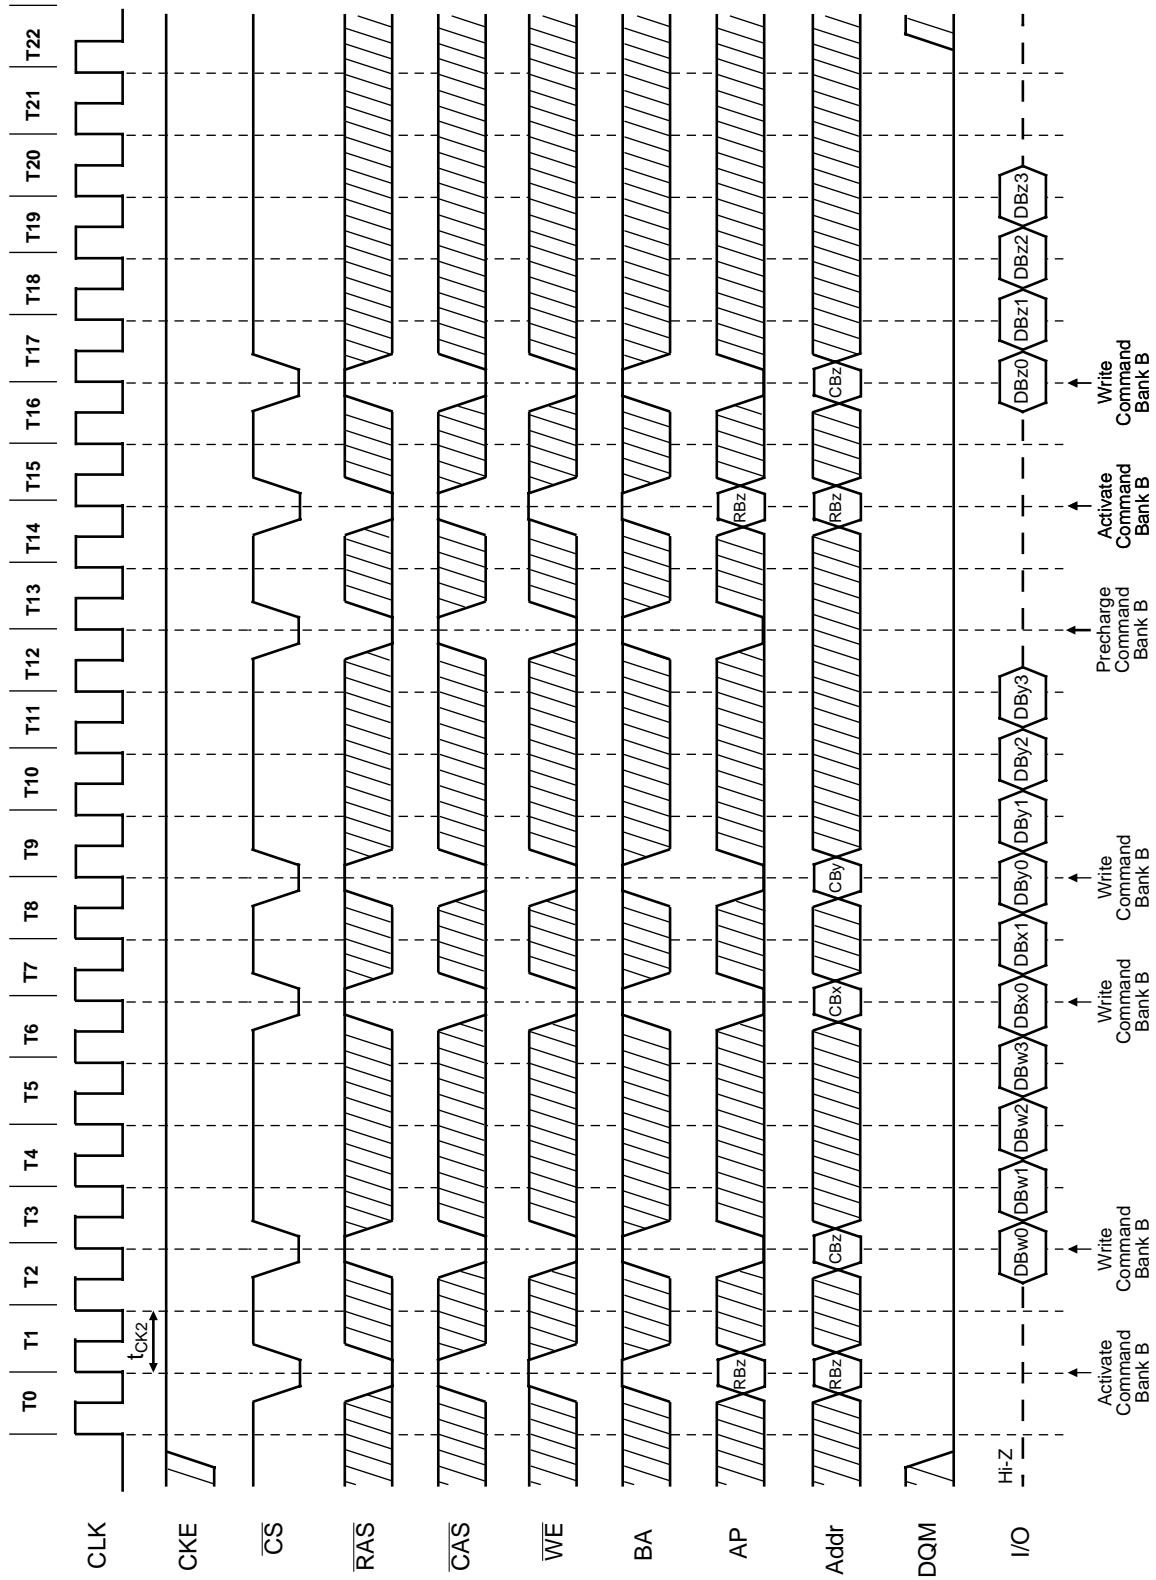 T0 T1 T2 T3 T4 T5 T6 T7 T8 T9 T10 T11 T12 T13 T14 T15 T16 T17 T18 T19 T20 T21 T22
CLK
tCK2
CKE
CS
RAS
CAS
WE
BA
AP RBz RBz
Addr RBz CBz CBx CBy RBz CBz
DQM
I/O Hi-Z DBw0 DBw1 DBw2 DBw3 DBx0 DBx1 DBy0 DBy1 DBy2 DBy3 DBz0 DBz1 DBz2 DBz3
Activate
Command
Bank B
Write
Command
Bank B
Write
Command
Bank B
Write
Command
Bank B
Precharge
Command
Bank B
Activate
Command
Bank B
Write
Command
Bank B